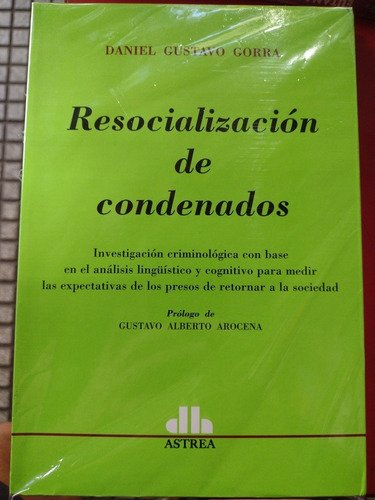 DANIEL GUSTAVO GORRA
Resocialización
de
condenados
Investigación criminológica con base
en el análisis lingüístico y cognitivo para medir
las expectativas de los presos de retornar a la sociedad
Prólogo de
GUSTAVO ALBERTO AROCENA
ASTREA